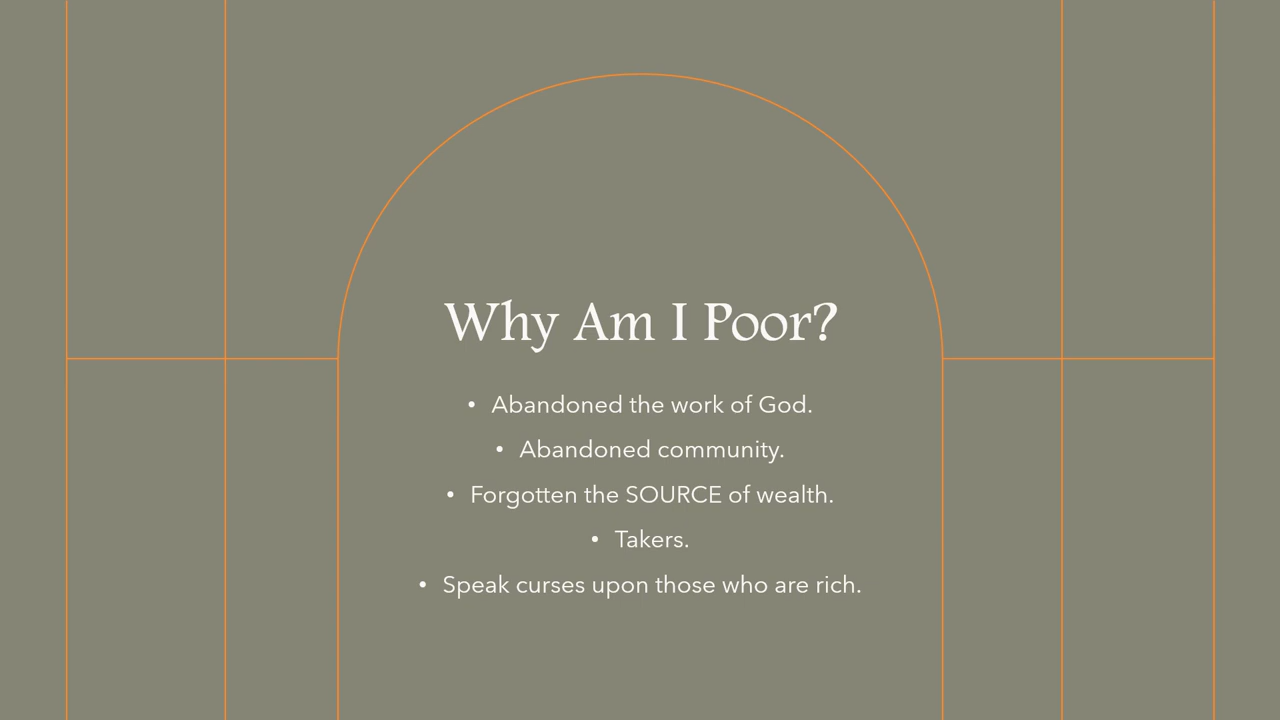 Why Am I Poor?
• Abandoned the work of God.
• Abandoned community.
• Forgotten the SOURCE of wealth.
• Takers.
• Speak curses upon those who are rich.